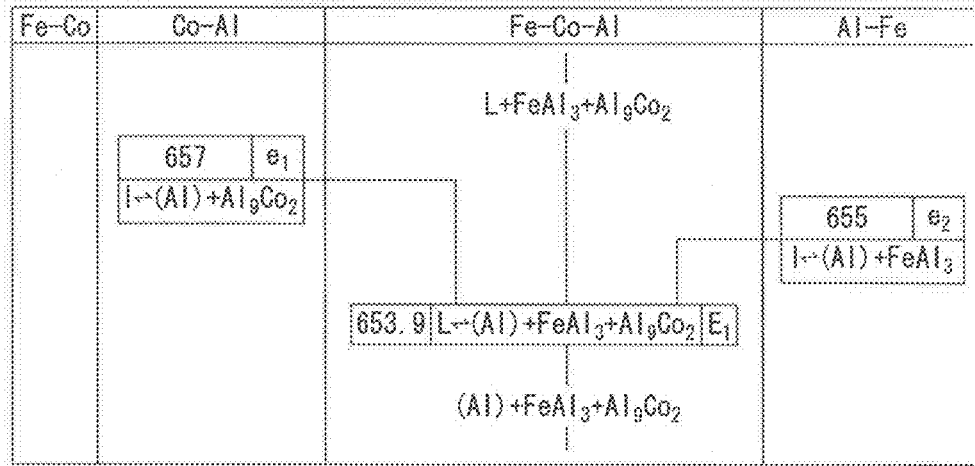 Fe-Co Co-Al Fe-Co-Al Al-Fe
L+FeAl₃+Al₉Co₂
657 e₁
l↔(Al)+Al₉Co₂
655 e₂
l↔(Al)+FeAl₃
653.9 L↔(Al)+FeAl₃+Al₉Co₂ E₁
(Al)+FeAl₃+Al₉Co₂